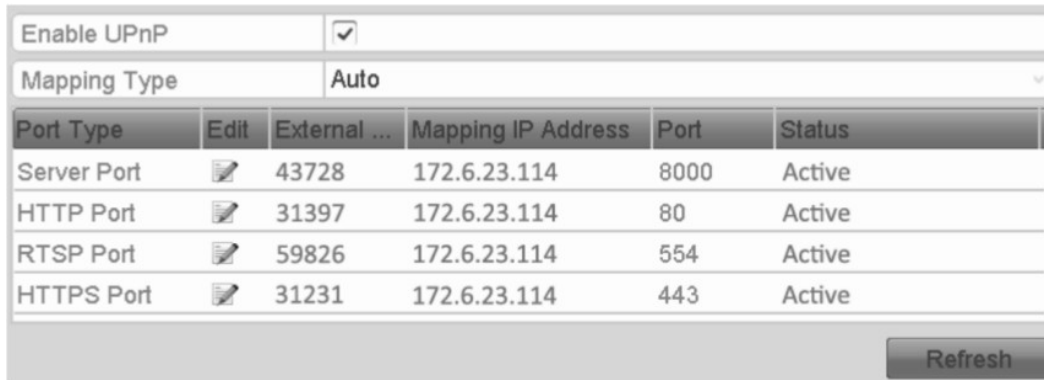 Enable UPnP
Mapping Type Auto
Port Type Edit External ... Mapping IP Address Port Status
Server Port 43728 172.6.23.114 8000 Active
HTTP Port 31397 172.6.23.114 80 Active
RTSP Port 59826 172.6.23.114 554 Active
HTTPS Port 31231 172.6.23.114 443 Active
Refresh